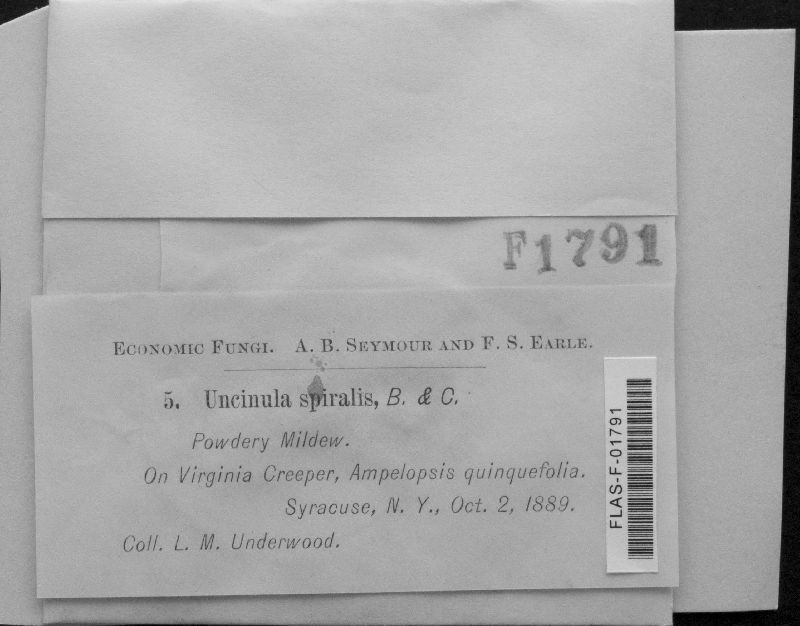 F1791
Economic Fungi. A. B. Seymour and F. S. Earle.
5. Uncinula spiralis, B. & C.
Powdery Mildew.
On Virginia Creeper, Ampelopsis quinquefolia.
Syracuse, N. Y., Oct. 2, 1889.
Coll. L. M. Underwood.
FLAS-F-01791